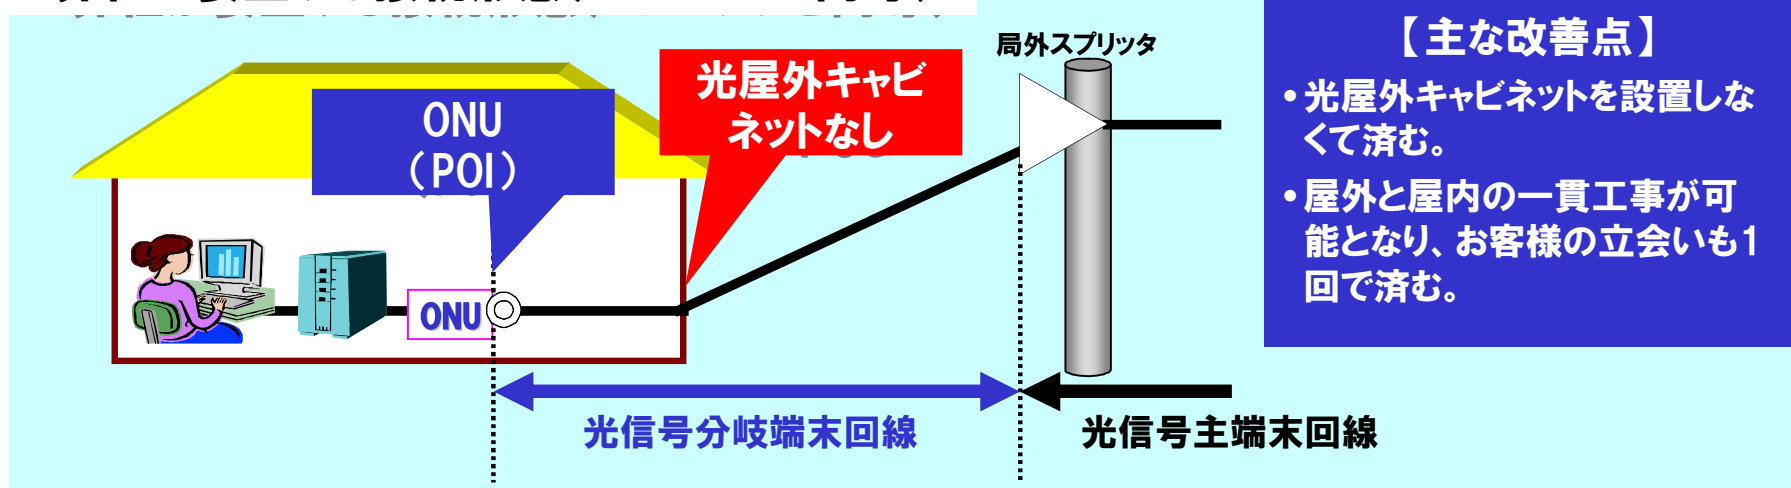 局外スプリッタ
【主な改善点】
•光屋外キャビネットを設置しな
くて済む。
•屋外と屋内の一貫工事が可
能となり、お客様の立会いも1
回で済む。
光屋外キャビ
ネットなし
ONU
(POI)
ONU
光信号分岐端末回線
光信号主端末回線